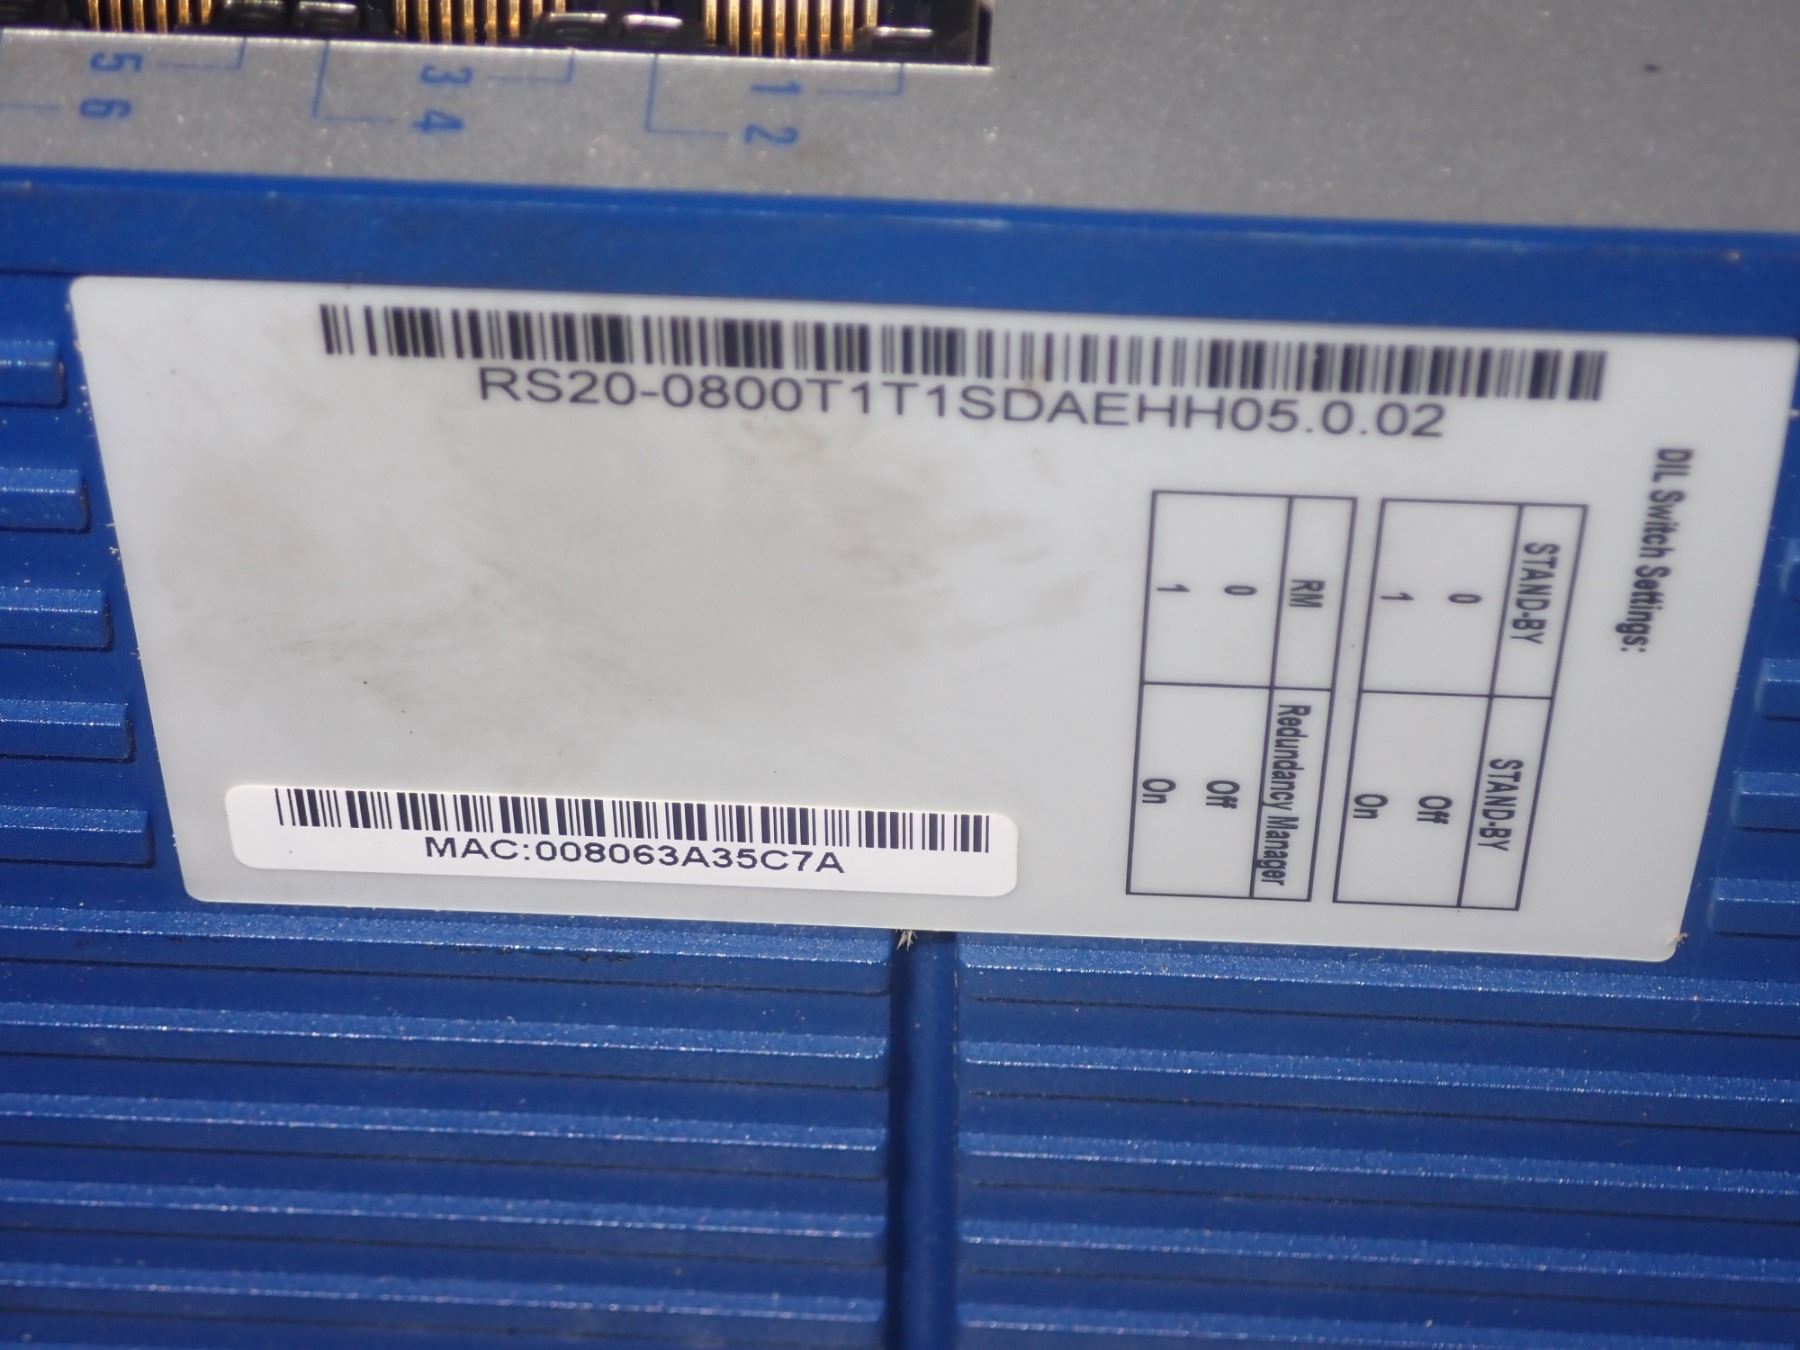 1
2
3
4
5
6
RS20-0800T1T1SDAEHH05.0.02
DIL Switch Settings:
STAND-BY STAND-BY
0 Off
1 On
RM Redundancy Manager
0 Off
1 On
MAC:008063A35C7A